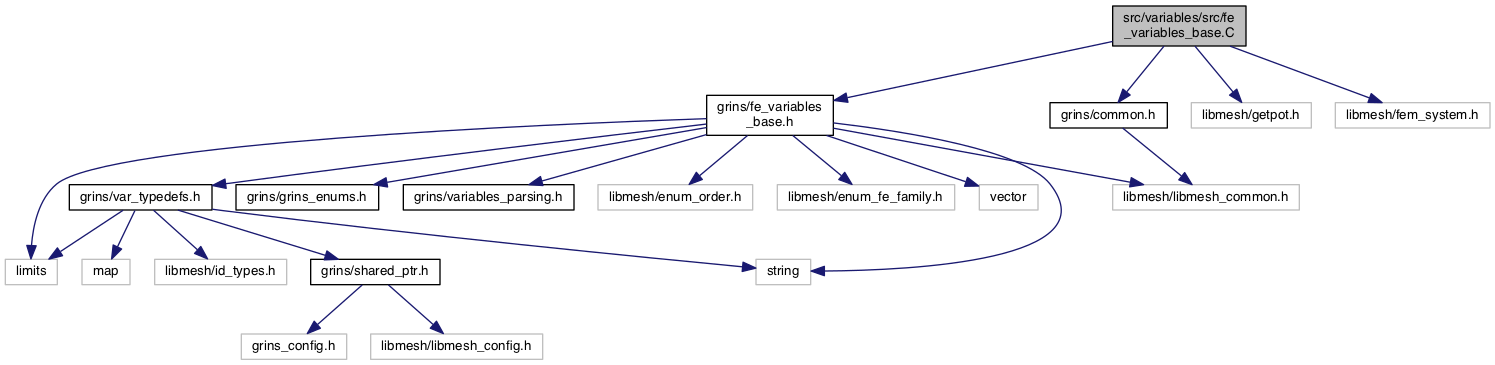 src/variables/src/fe
_variables_base.C
grins/fe_variables
_base.h
grins/common.h
libmesh/getpot.h
libmesh/fem_system.h
grins/var_typedefs.h
grins/grins_enums.h
grins/variables_parsing.h
libmesh/enum_order.h
libmesh/enum_fe_family.h
vector
libmesh/libmesh_common.h
limits
map
libmesh/id_types.h
grins/shared_ptr.h
string
grins_config.h
libmesh/libmesh_config.h